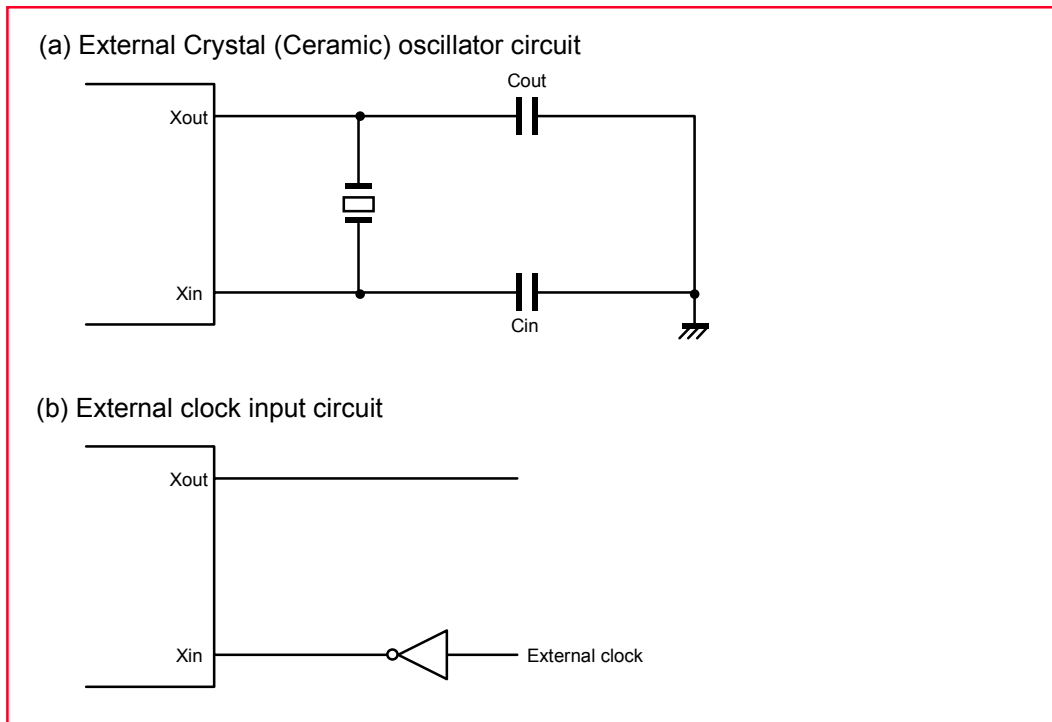 (a) External Crystal (Ceramic) oscillator circuit
Cout
Xout
Xin
Cin
(b) External clock input circuit
Xout
Xin
External clock